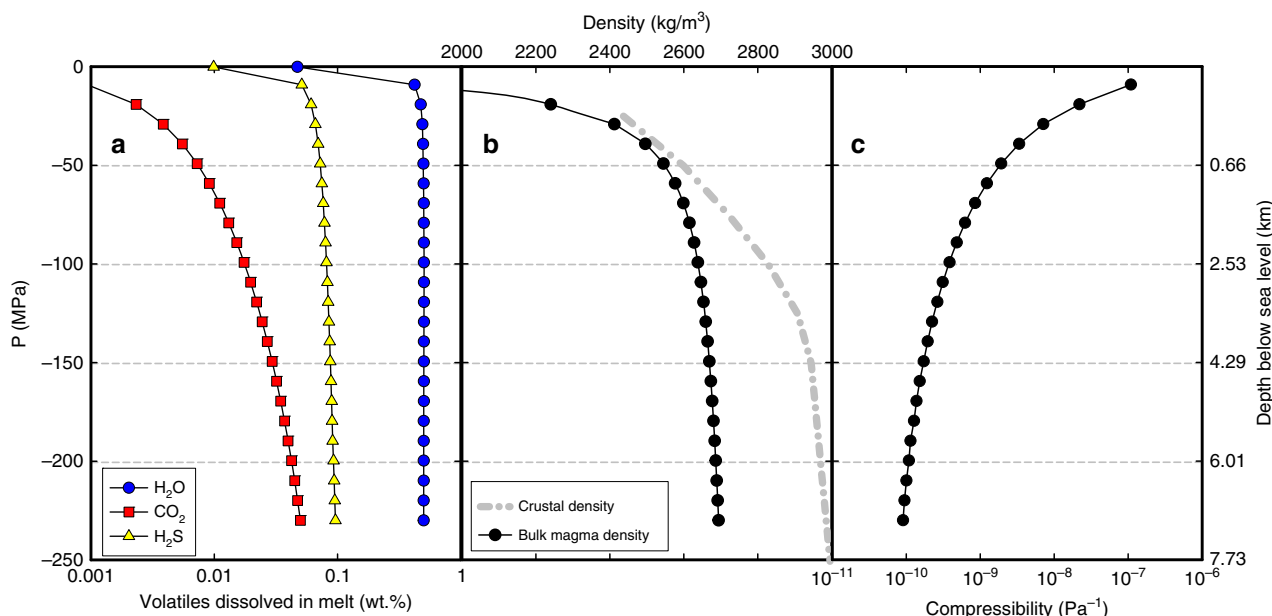 Density (kg/m³)
2000 2200 2400 2600 2800 3000
P (MPa)
0
−50
−100
−150
−200
−250
a
b
c
0.66
2.53
4.29
6.01
7.73
Depth below sea level (km)
H₂O
CO₂
H₂S
Crustal density
Bulk magma density
0.001 0.01 0.1 1
10⁻¹¹ 10⁻¹⁰ 10⁻⁹ 10⁻⁸ 10⁻⁷ 10⁻⁶
Volatiles dissolved in melt (wt.%)
Compressibility (Pa⁻¹)